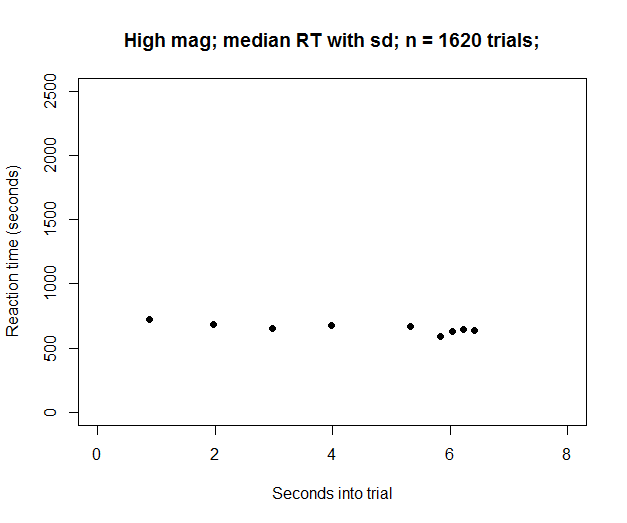 High mag; median RT with sd; n = 1620 trials;
Reaction time (seconds)
2500
2000
1500
1000
500
0
0 2 4 6 8
Seconds into trial